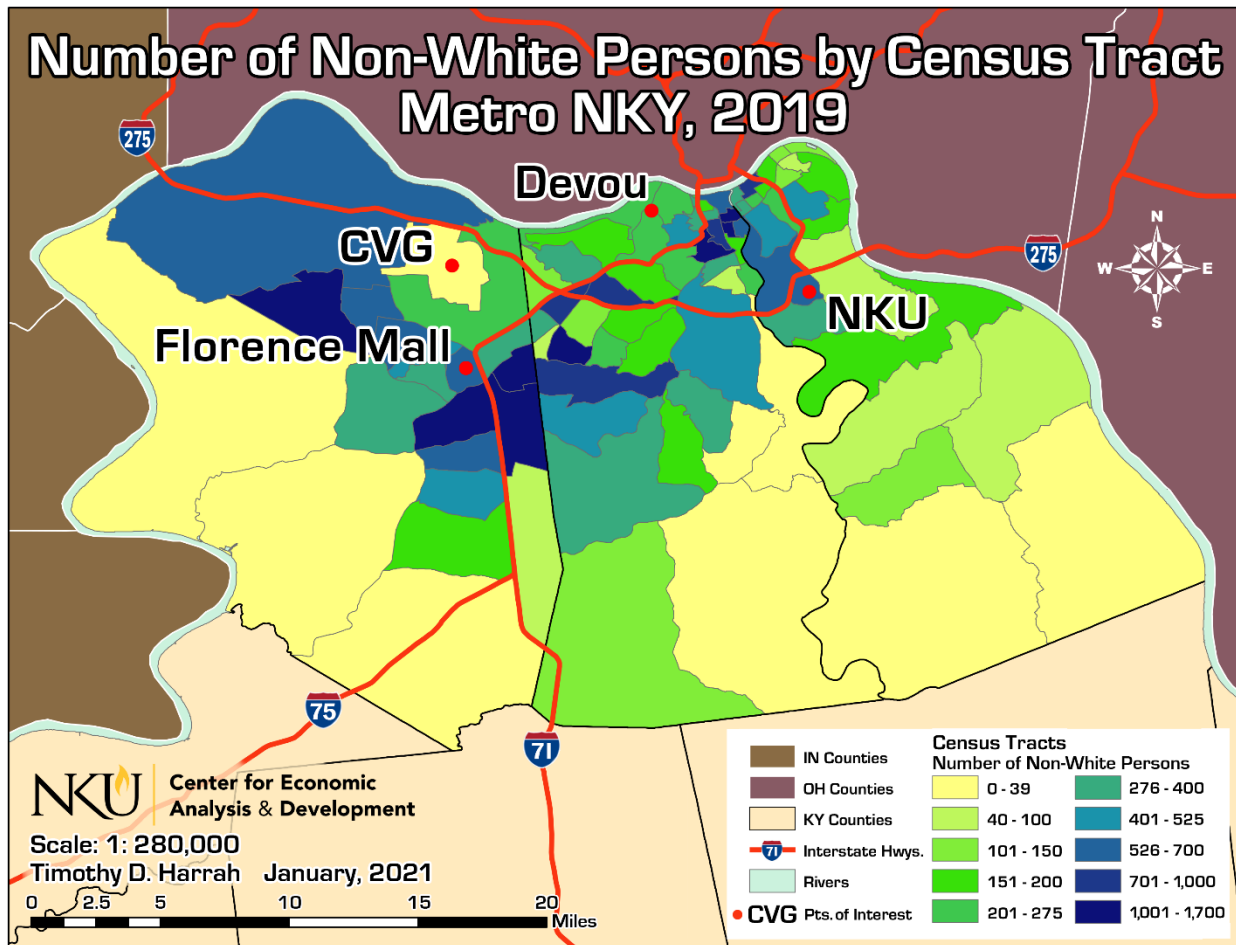 Number of Non-White Persons by Census Tract
Metro NKY, 2019
275
Devou
CVG
275
N
W E
S
NKU
Florence Mall
75
71
NKU Center for Economic
Analysis & Development
Scale: 1: 280,000
Timothy D. Harrah January, 2021
0 2.5 5 10 15 20
Miles
IN Counties
OH Counties
KY Counties
71 Interstate Hwys.
Rivers
CVG Pts. of Interest
Census Tracts
Number of Non-White Persons
0 - 39
40 - 100
101 - 150
151 - 200
201 - 275
276 - 400
401 - 525
526 - 700
701 - 1,000
1,001 - 1,700